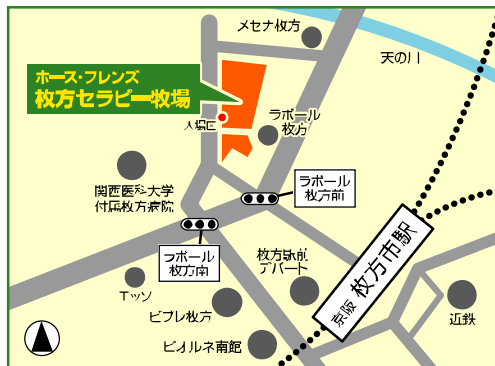 メセナ枚方
天の川
ホース・フレンズ
枚方セラピー牧場
入場口
ラポール
枚方
関西医科大学
付属枚方病院
ラポール
枚方前
ラポール
枚方南
枚方駅前
デパート
京阪 枚方市駅
エッソ
ビブレ枚方
近鉄
ビオルネ南館